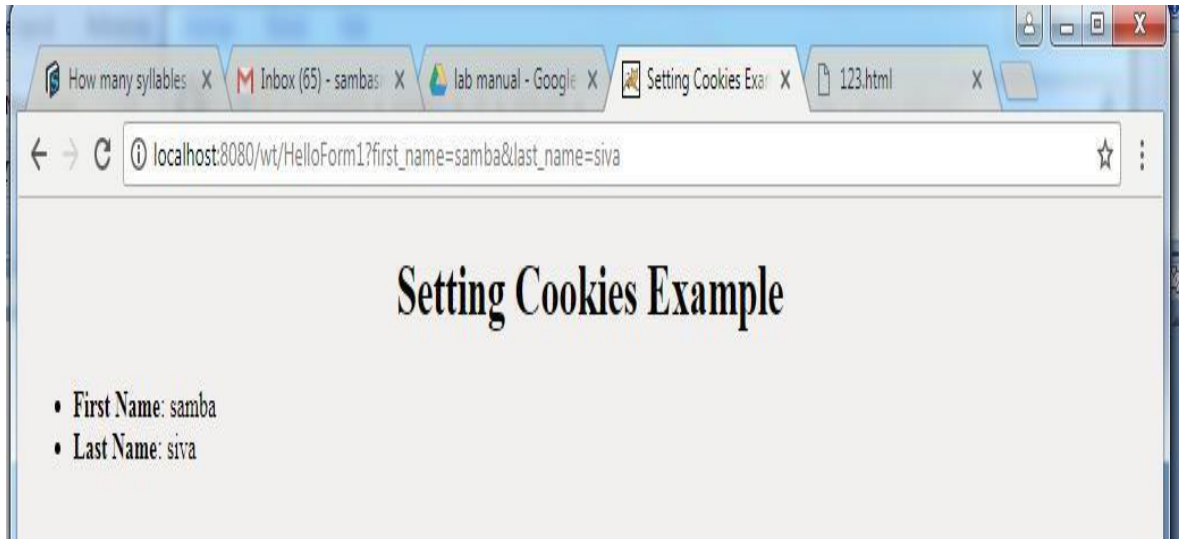 How many syllables
Inbox (65) - sambas
lab manual - Google
Setting Cookies Exa
123.html
localhost:8080/wt/HelloForm1?first_name=samba&last_name=siva
Setting Cookies Example
• First Name: samba
• Last Name: siva